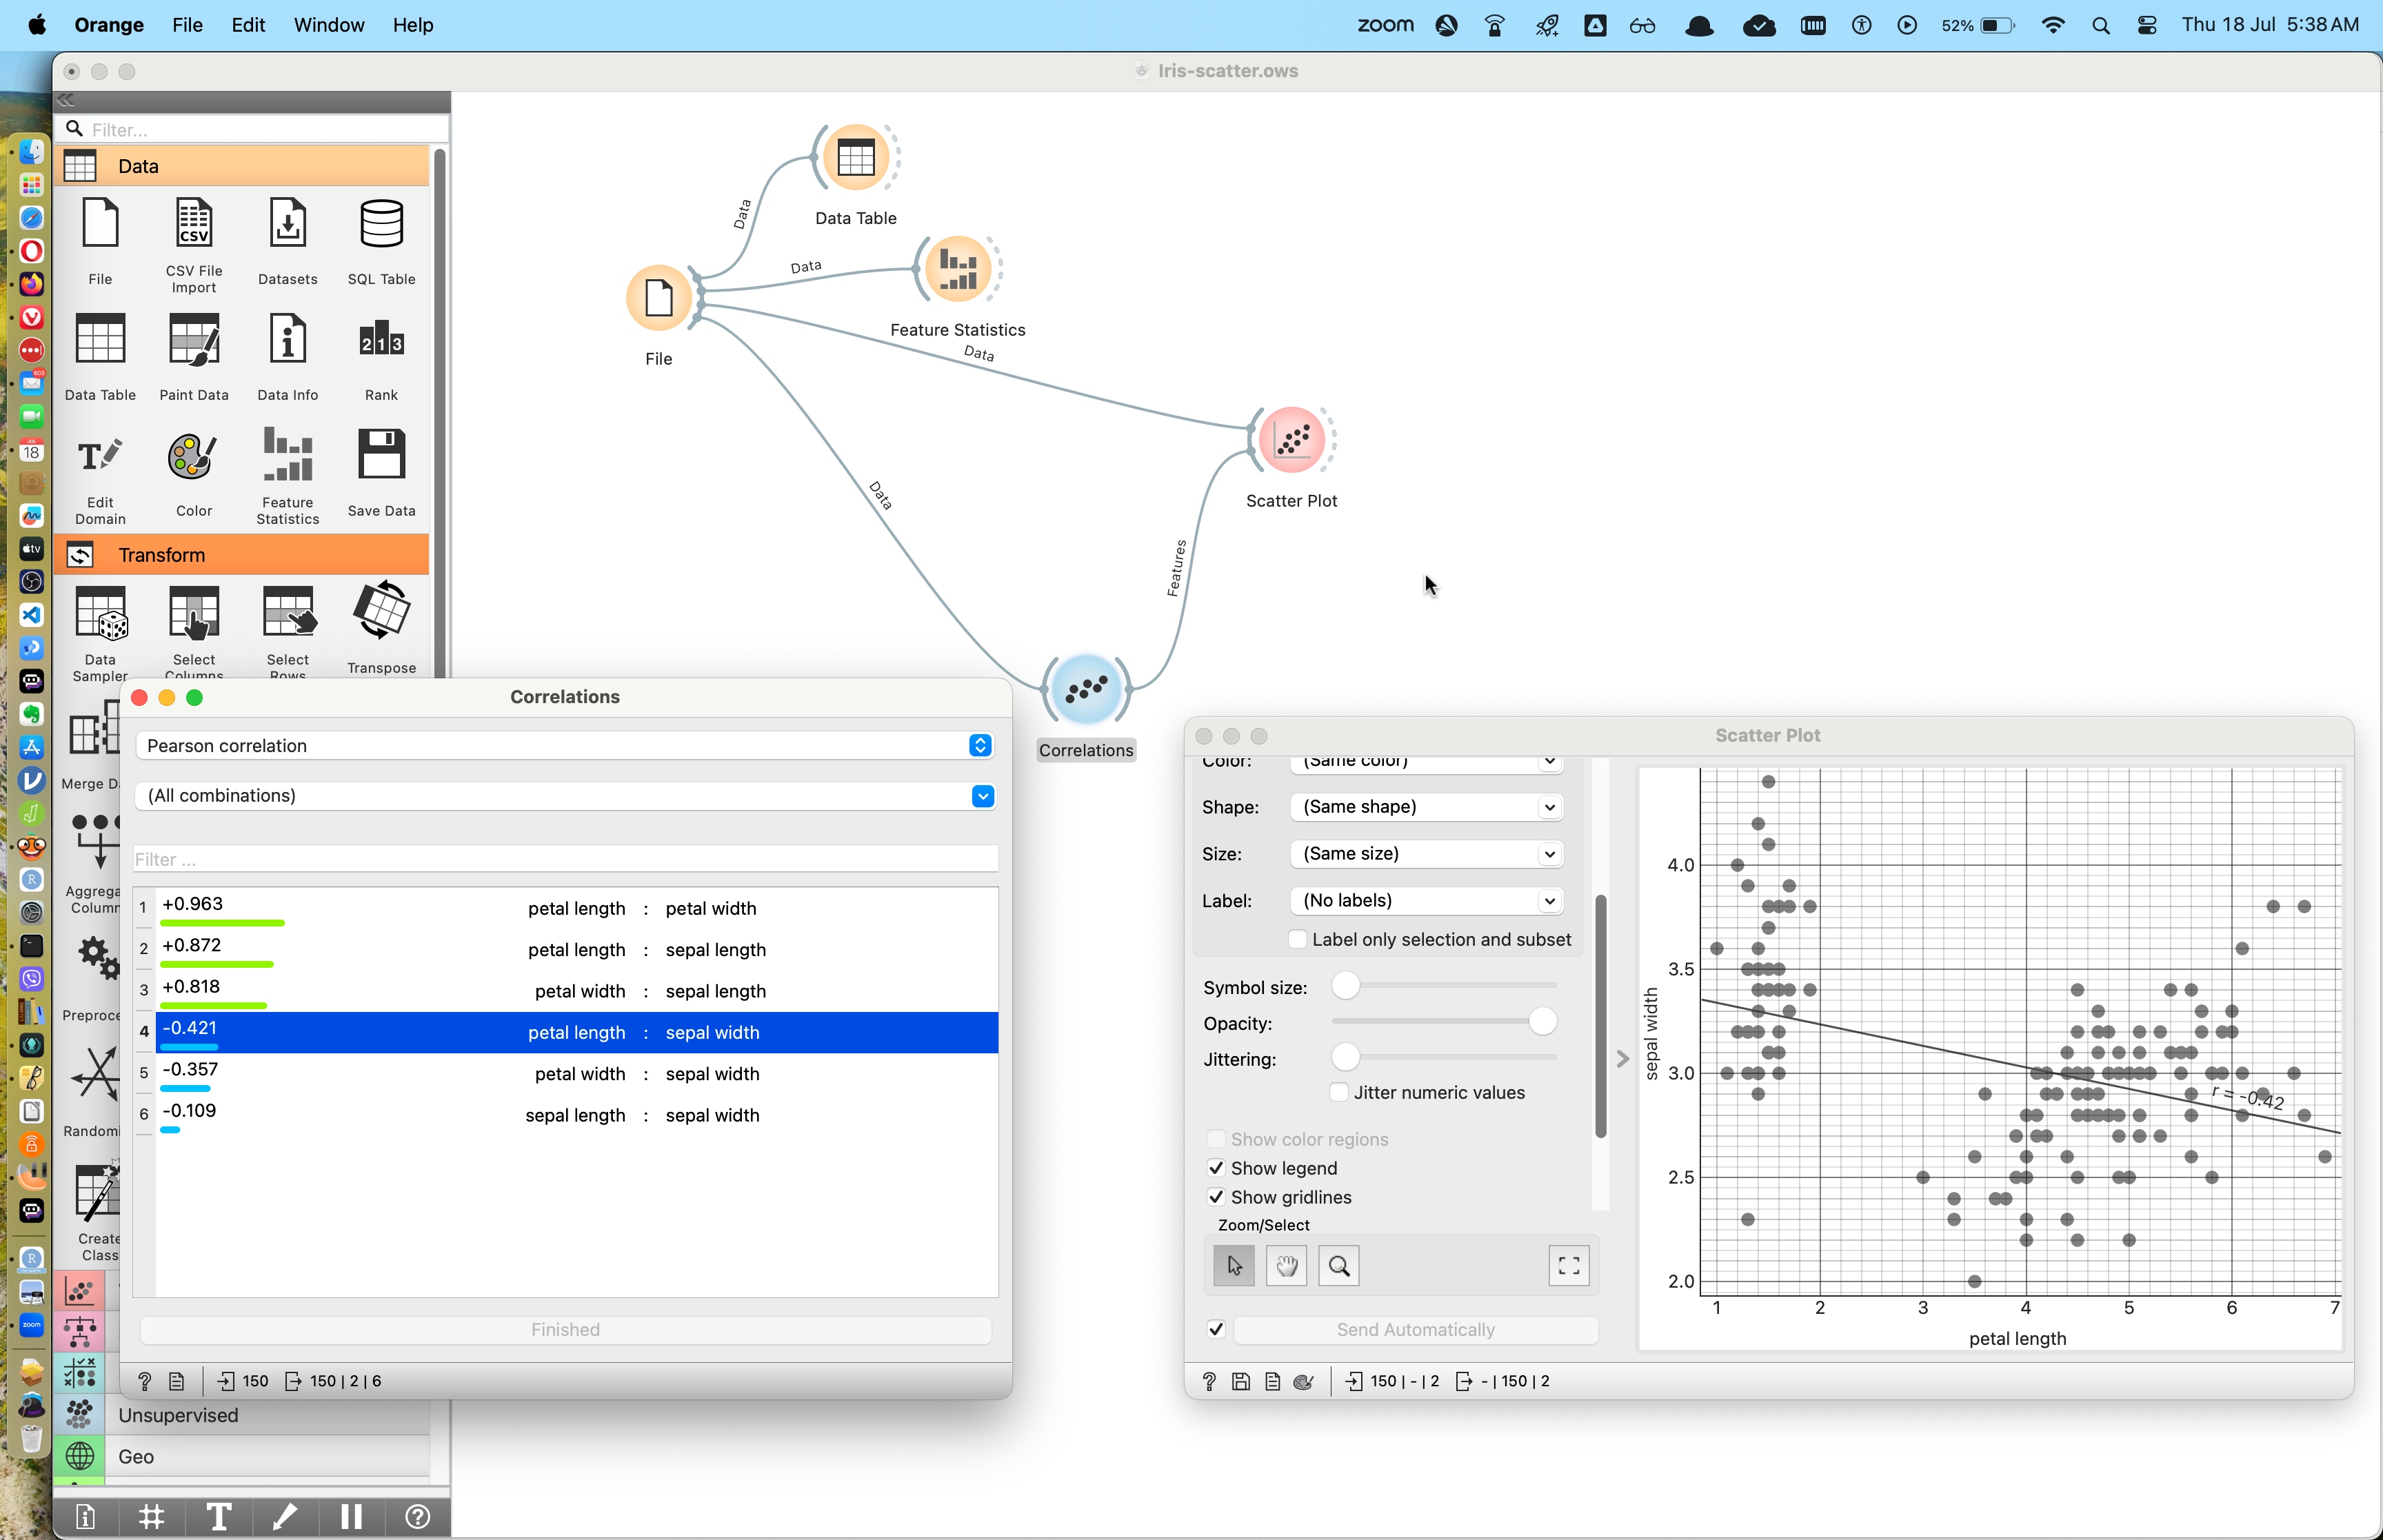 Orange File Edit Window Help
zoom 52% Thu 18 Jul 5:38 AM
Iris-scatter.ows
Filter...
Data
File
CSV File
Import
Datasets
SQL Table
Data Table
Paint Data
Data Info
Rank
Edit
Domain
Color
Feature
Statistics
Save Data
Transform
Data
Sampler
Select
Columns
Select
Rows
Transpose
Merge D
Aggrega
Column
Preproce
Randomi
Create
Class
Unsupervised
Geo
Data
Data Table
Data
Feature Statistics
File
Data
Scatter Plot
Data
Features
Correlations
Correlations
Pearson correlation
(All combinations)
Filter ...
1 +0.963 petal length : petal width
2 +0.872 petal length : sepal length
3 +0.818 petal width : sepal length
4 -0.421 petal length : sepal width
5 -0.357 petal width : sepal width
6 -0.109 sepal length : sepal width
Finished
? 150 150 | 2 | 6
Scatter Plot
Color: (Same color)
Shape: (Same shape)
Size: (Same size)
Label: (No labels)
Label only selection and subset
Symbol size:
Opacity:
Jittering:
Jitter numeric values
Show color regions
Show legend
Show gridlines
Zoom/Select
Send Automatically
? 150 | - | 2 - | 150 | 2
4.0
3.5
3.0
2.5
2.0
sepal width
r = -0.42
1 2 3 4 5 6 7
petal length